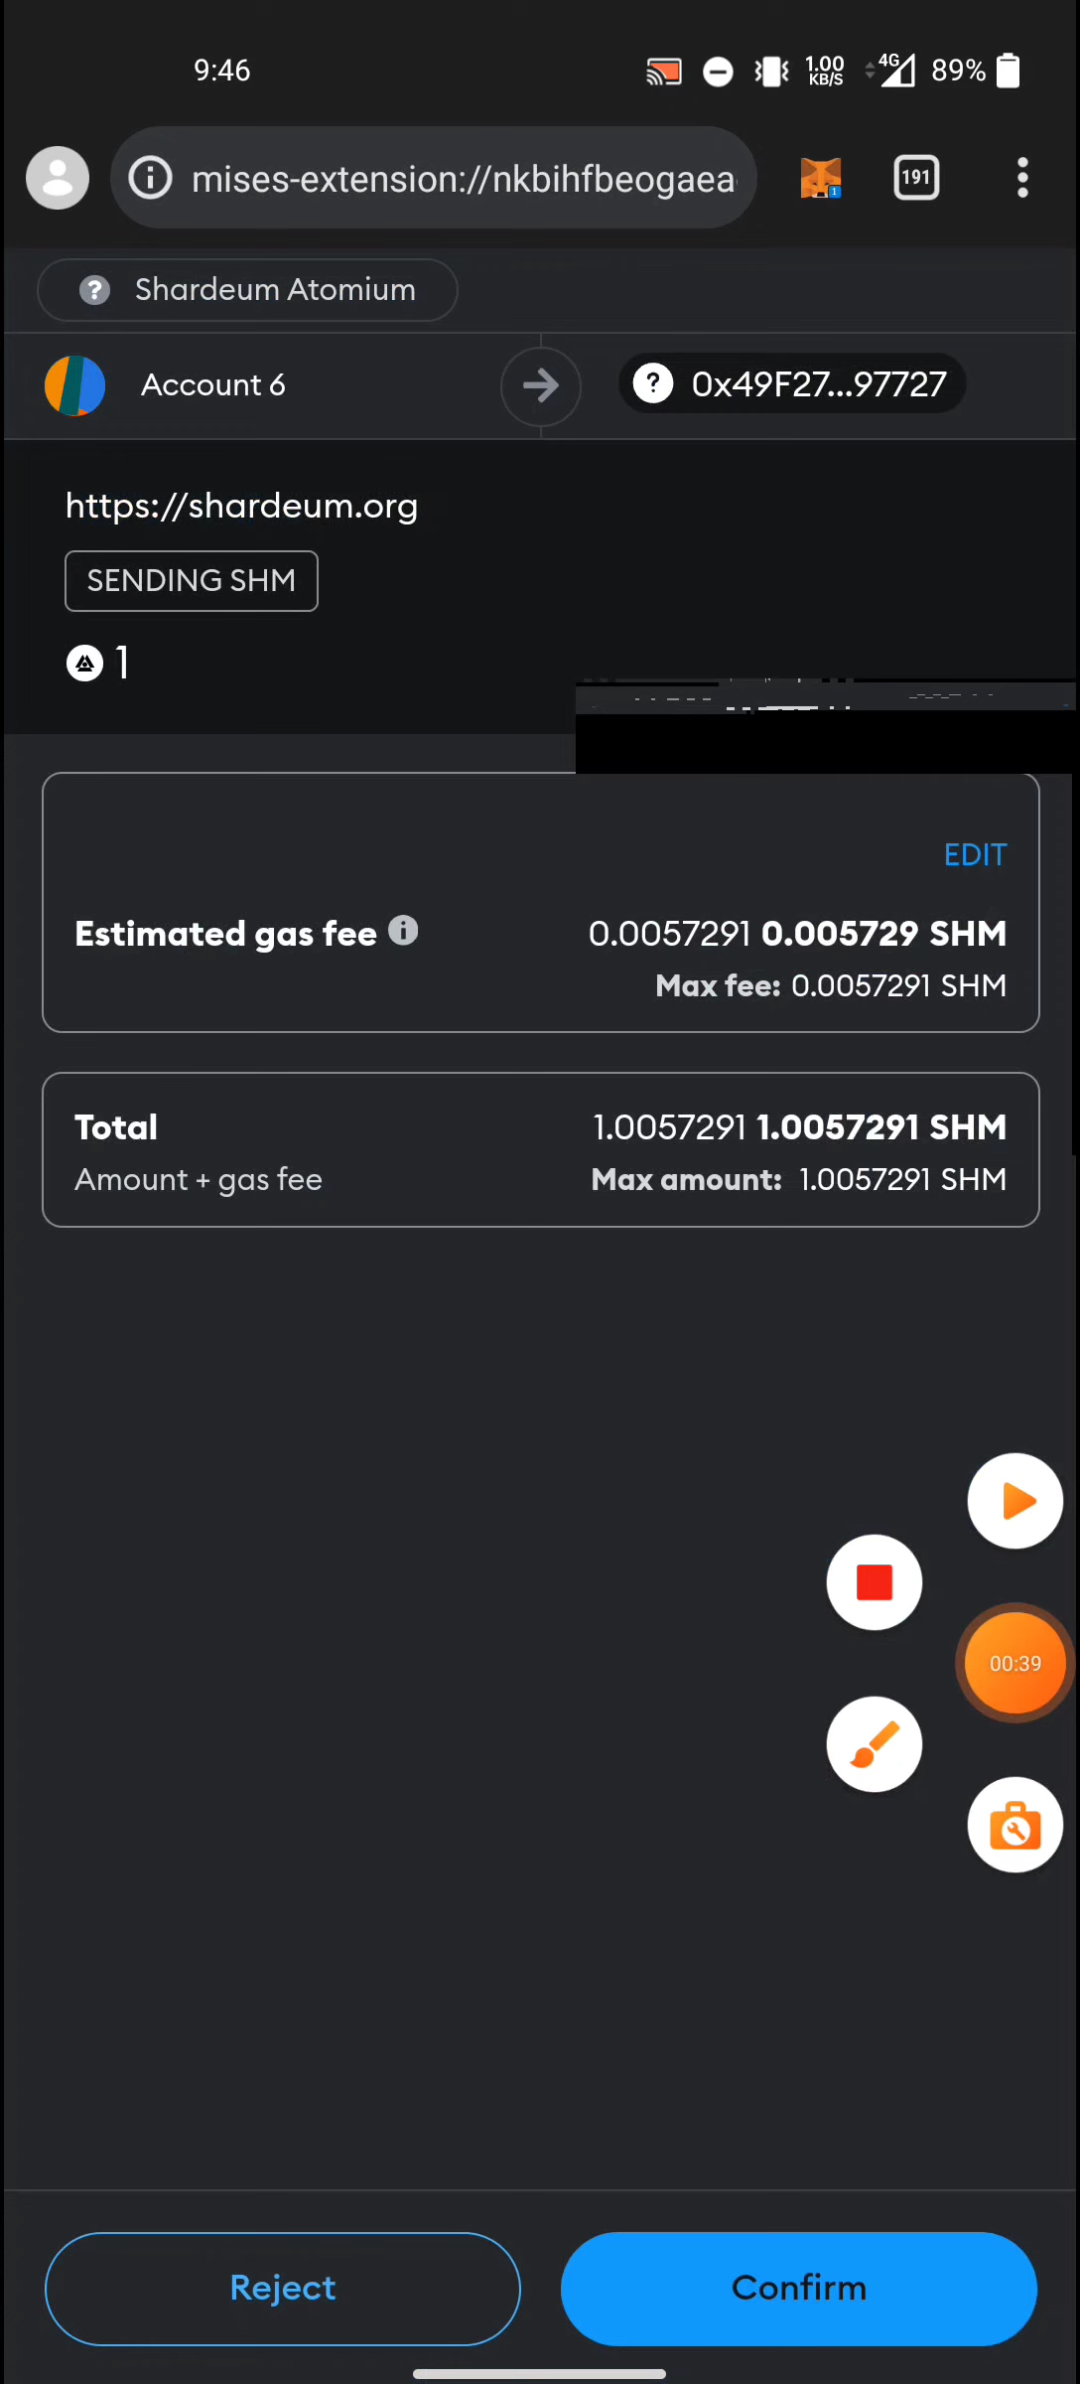 9:46
1.00
KB/S
4G
89%
mises-extension://nkbihfbeogaea
1
191
Shardeum Atomium
Account 6
0x49F27...97727
https://shardeum.org
SENDING SHM
1
EDIT
Estimated gas fee
0.0057291 0.005729 SHM
Max fee: 0.0057291 SHM
Total
1.0057291 1.0057291 SHM
Amount + gas fee
Max amount: 1.0057291 SHM
00:39
Reject
Confirm